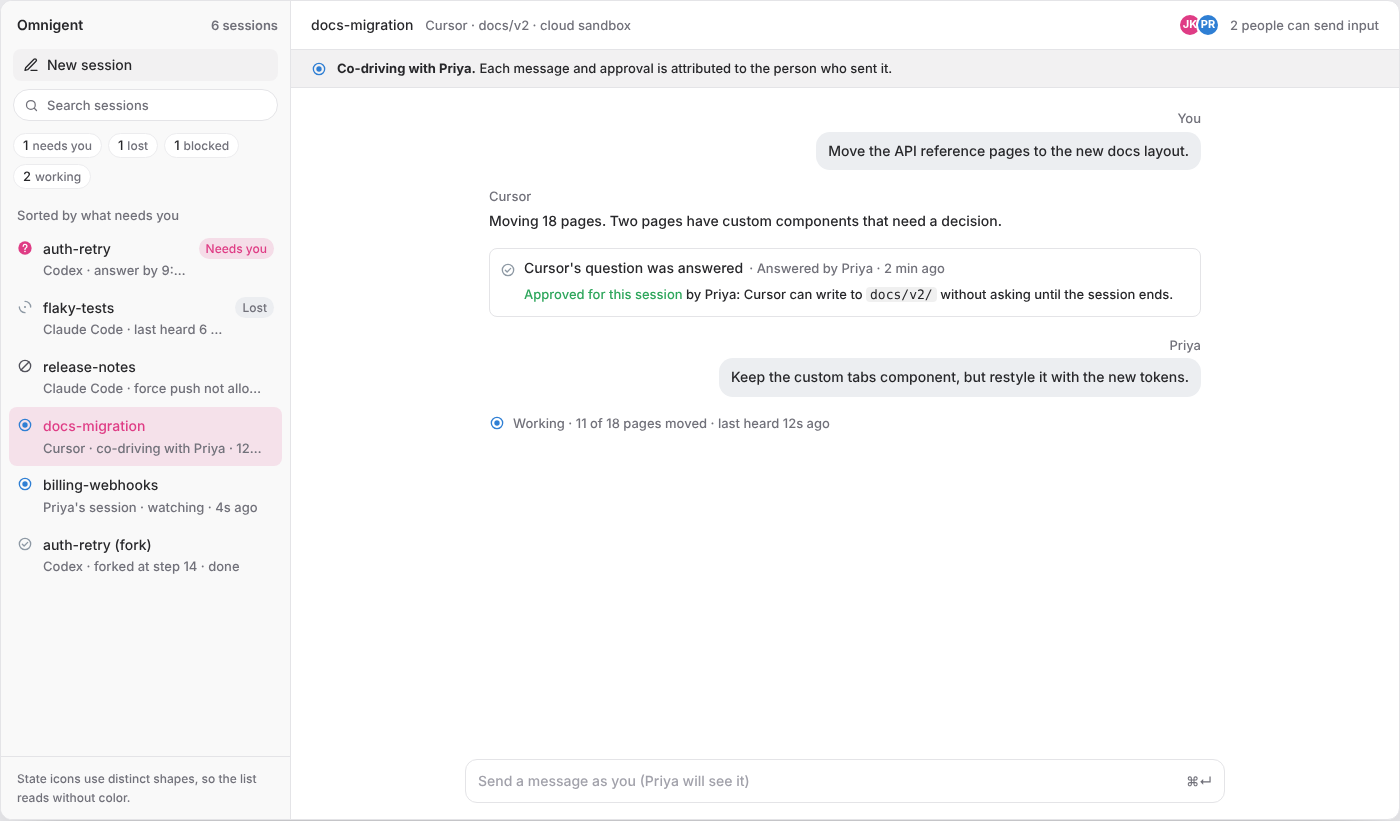 Omnigent
6 sessions
New session
Search sessions
1 needs you
1 lost
1 blocked
2 working
Sorted by what needs you
auth-retry
Needs you
Codex · answer by 9:...
flaky-tests
Lost
Claude Code · last heard 6 ...
release-notes
Claude Code · force push not allo...
docs-migration
Cursor · co-driving with Priya · 12...
billing-webhooks
Priya's session · watching · 4s ago
auth-retry (fork)
Codex · forked at step 14 · done
State icons use distinct shapes, so the list
reads without color.
docs-migration
Cursor · docs/v2 · cloud sandbox
JK
PR
2 people can send input
Co-driving with Priya. Each message and approval is attributed to the person who sent it.
You
Move the API reference pages to the new docs layout.
Cursor
Moving 18 pages. Two pages have custom components that need a decision.
Cursor's question was answered · Answered by Priya · 2 min ago
Approved for this session by Priya: Cursor can write to docs/v2/ without asking until the session ends.
Priya
Keep the custom tabs component, but restyle it with the new tokens.
Working · 11 of 18 pages moved · last heard 12s ago
Send a message as you (Priya will see it)
⌘↵